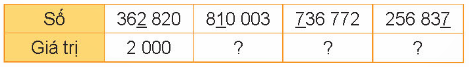 Số 362 820 810 003 736 772 256 837
Giá trị 2 000 ? ? ?